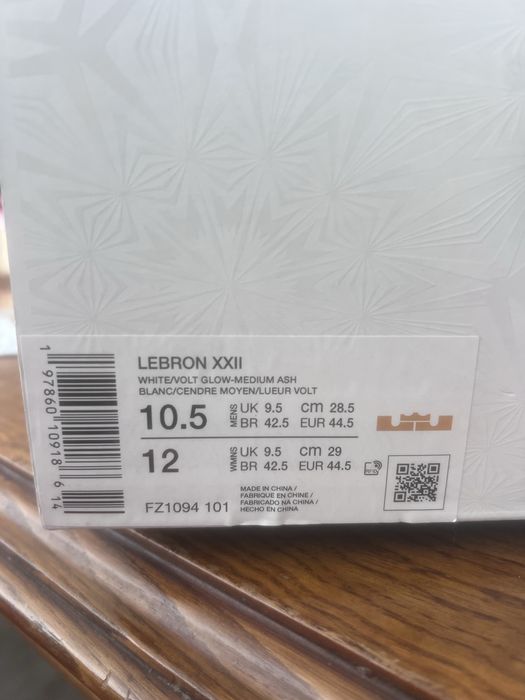 LEBRON XXII
WHITE/VOLT GLOW-MEDIUM ASH
BLANC/CENDRE MOYEN/LUEUR VOLT
10.5 MENS UK 9.5 cm 28.5
BR 42.5 EUR 44.5
12 WMNS UK 9.5 cm 29
BR 42.5 EUR 44.5
FZ1094 101
MADE IN CHINA /
FABRIQUE EN CHINE /
FABRICADO NA CHINA /
HECHO EN CHINA
1 97860 10918 6 14